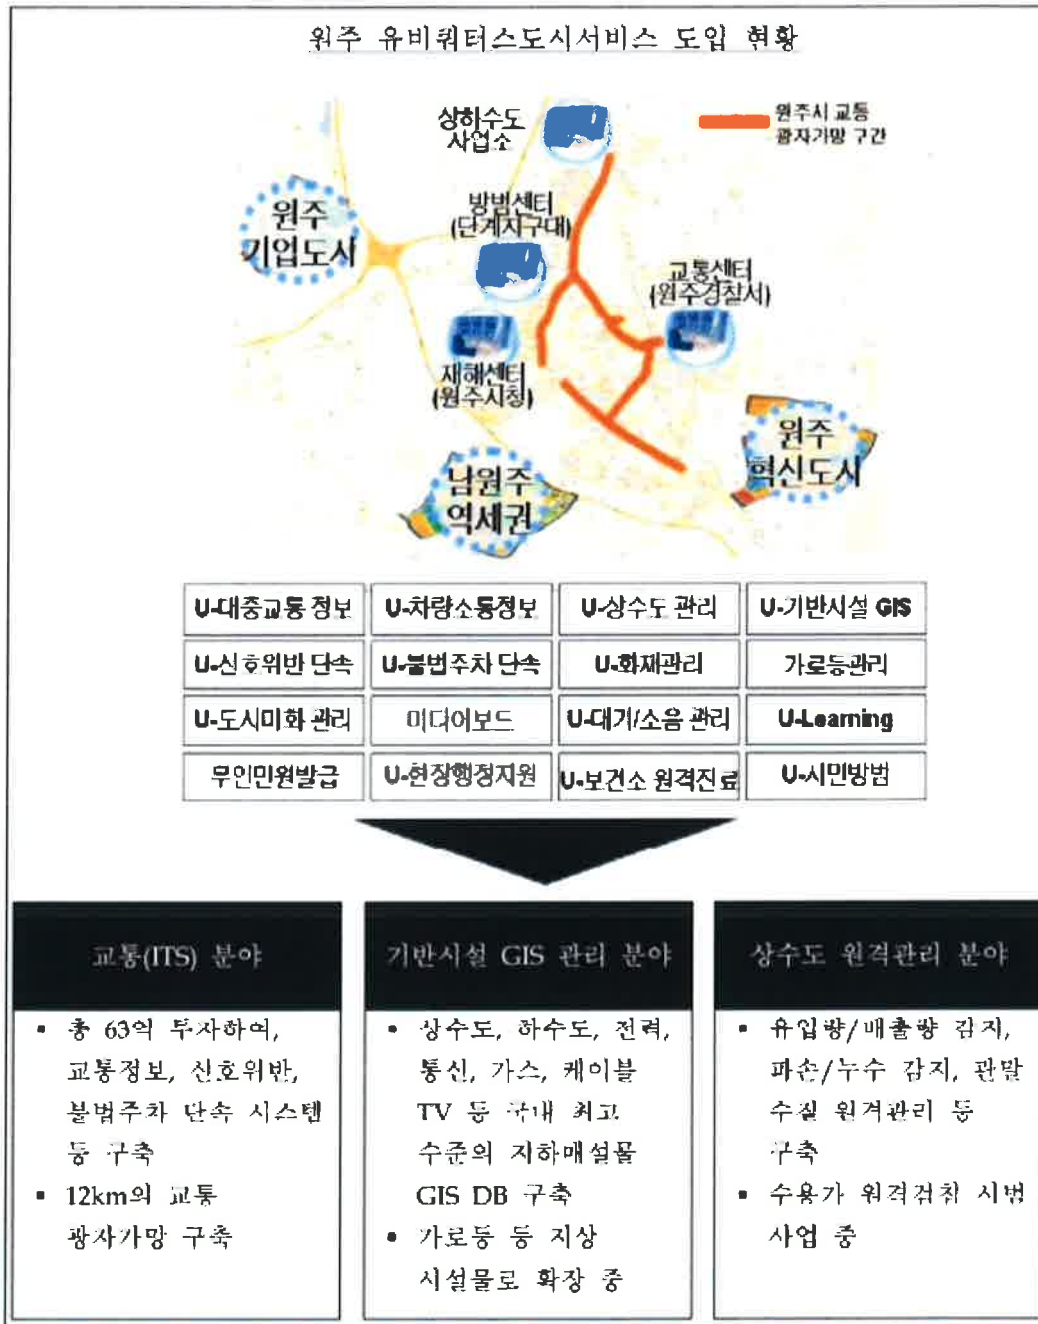 원주 유비쿼터스도시서비스 도입 현황
상하수도
사업소
원주시 교통
광자가망 구간
방범센터
(단계지구대)
원주
기업도시
교통센터
(원주경찰서)
재해센터
(원주시청)
원주
혁신도시
남원주
역세권
U-대중교통 정보
U-차량소통정보
U-상수도 관리
U-기반시설 GIS
U-신호위반 단속
U-불법주차 단속
U-화재관리
가로등관리
U-도시미화 관리
미디어보드
U-대기/소음 관리
U-Learning
무인민원발급
U-현장행정지원
U-보건소 원격진료
U-시민방범
교통(ITS) 분야
▪ 총 63억 투자하여,
교통정보, 신호위반,
불법주차 단속 시스템
등 구축
▪ 12km의 교통
광자가망 구축
기반시설 GIS 관리 분야
▪ 상수도, 하수도, 전력,
통신, 가스, 케이블
TV 등 국내 최고
수준의 지하매설물
GIS DB 구축
▪ 가로등 등 지상
시설물로 확장 중
상수도 원격관리 분야
▪ 유입량/배출량 감지,
파손/누수 감지, 관말
수질 원격관리 등
구축
▪ 수용가 원격검침 시범
사업 중